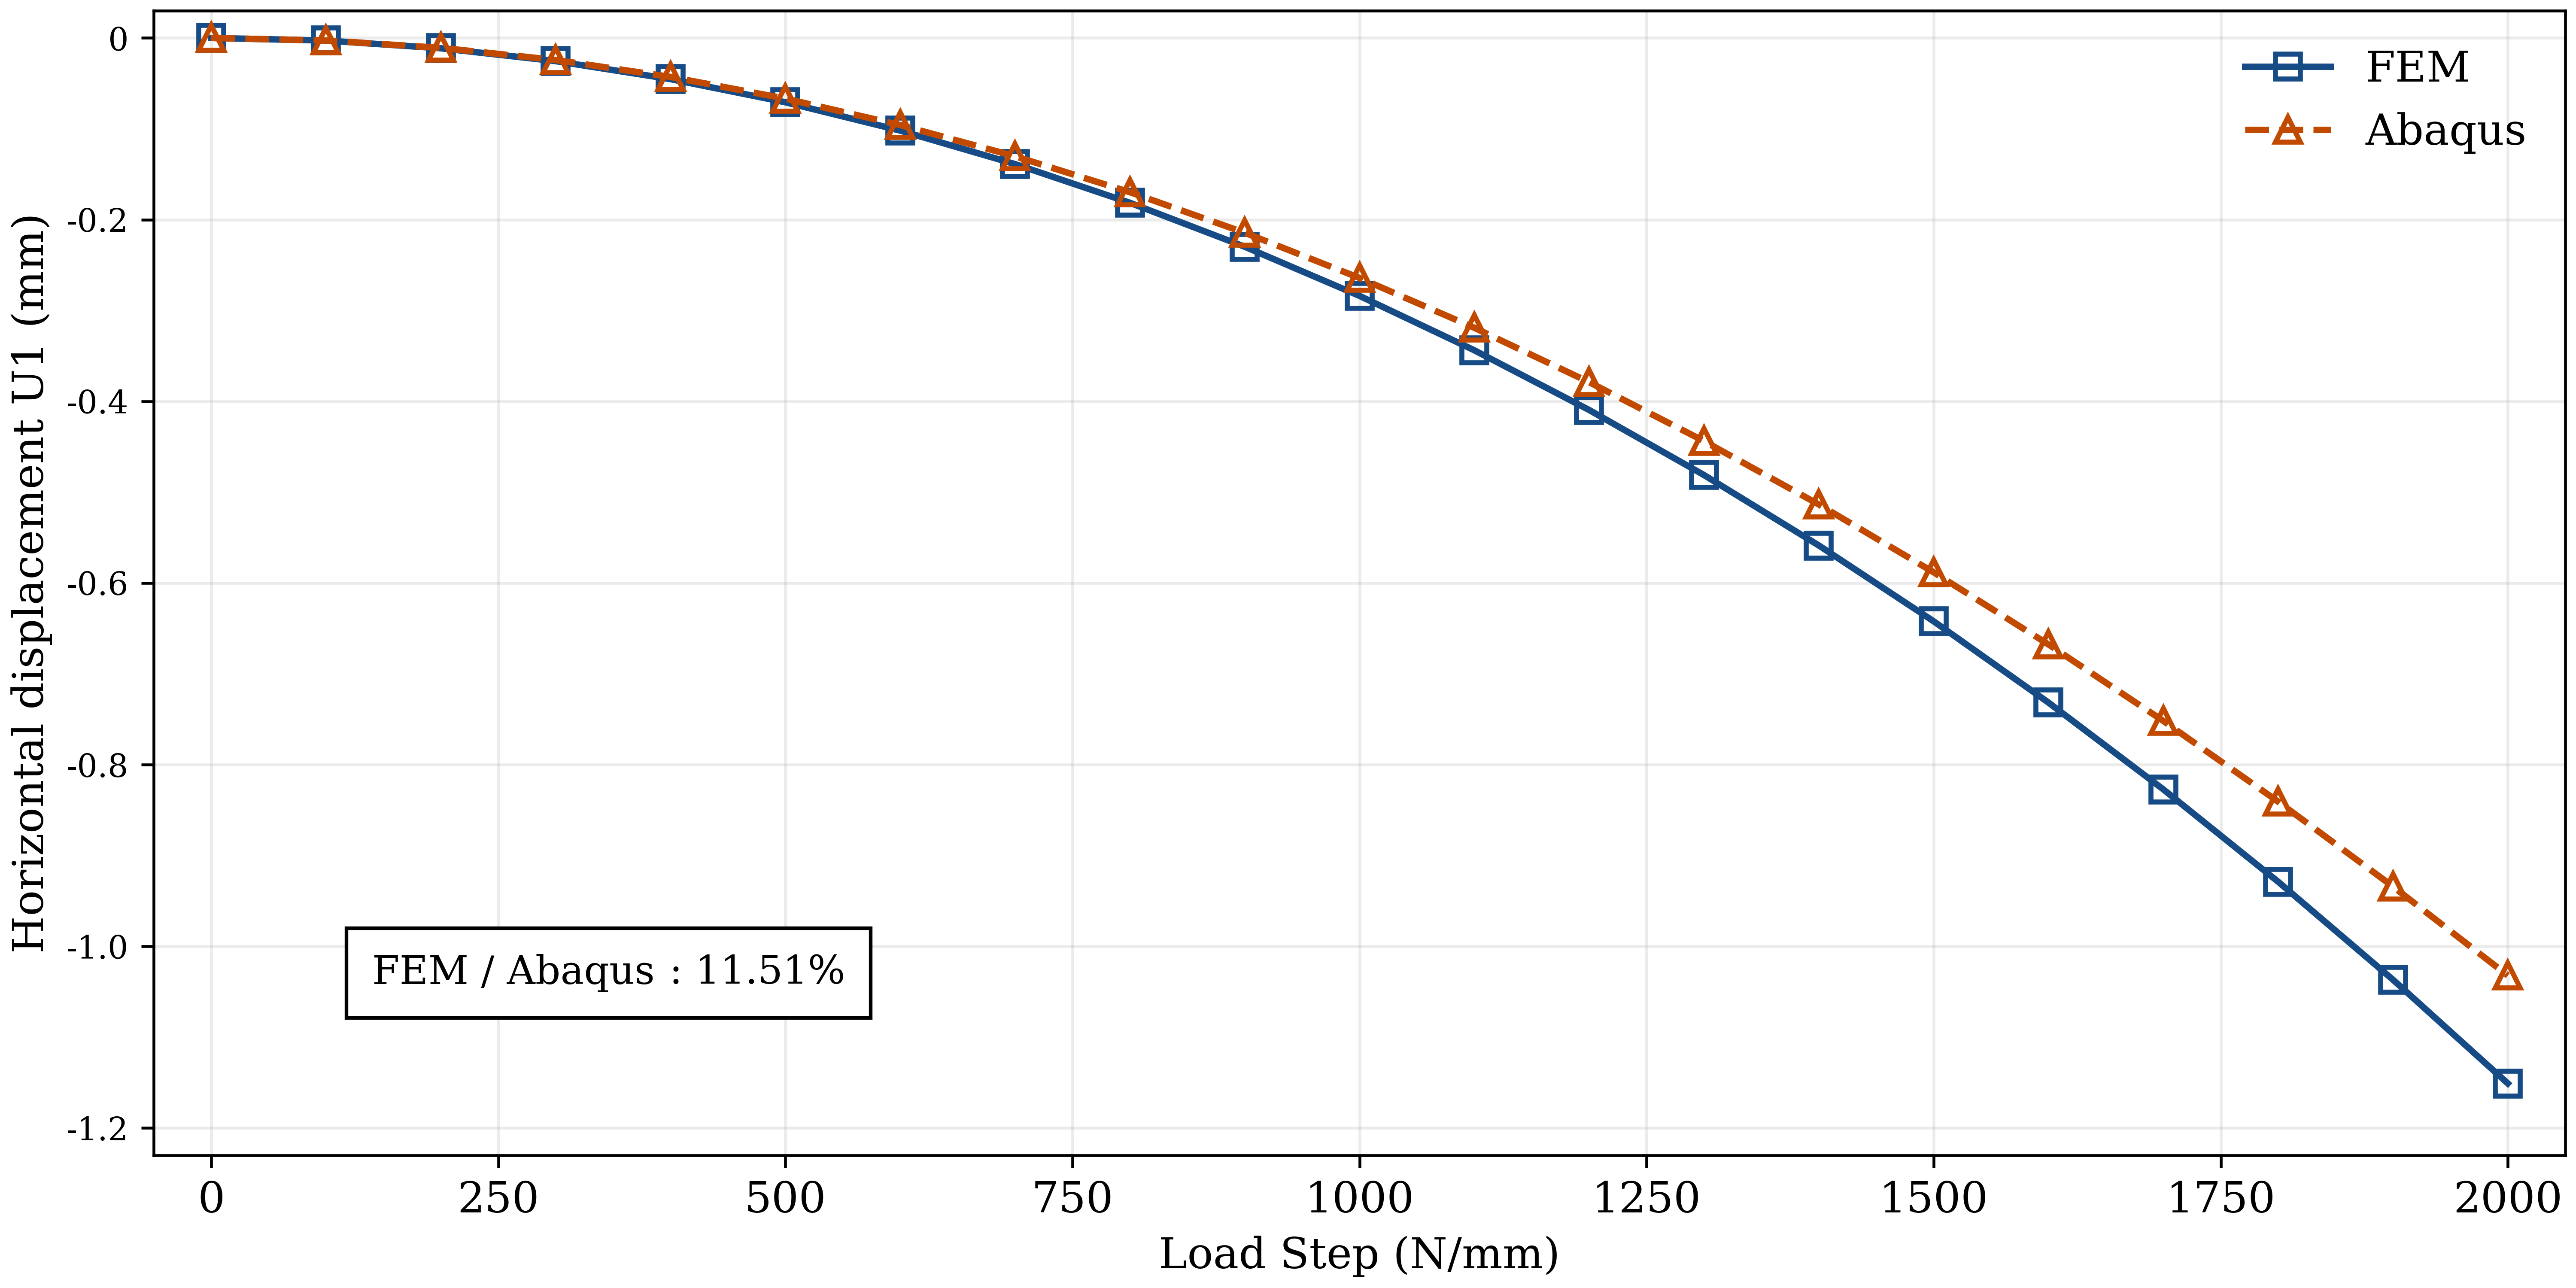 FEM
Abaqus
Horizontal displacement U1 (mm)
0
-0.2
-0.4
-0.6
-0.8
-1.0
-1.2
FEM / Abaqus : 11.51%
0 250 500 750 1000 1250 1500 1750 2000
Load Step (N/mm)